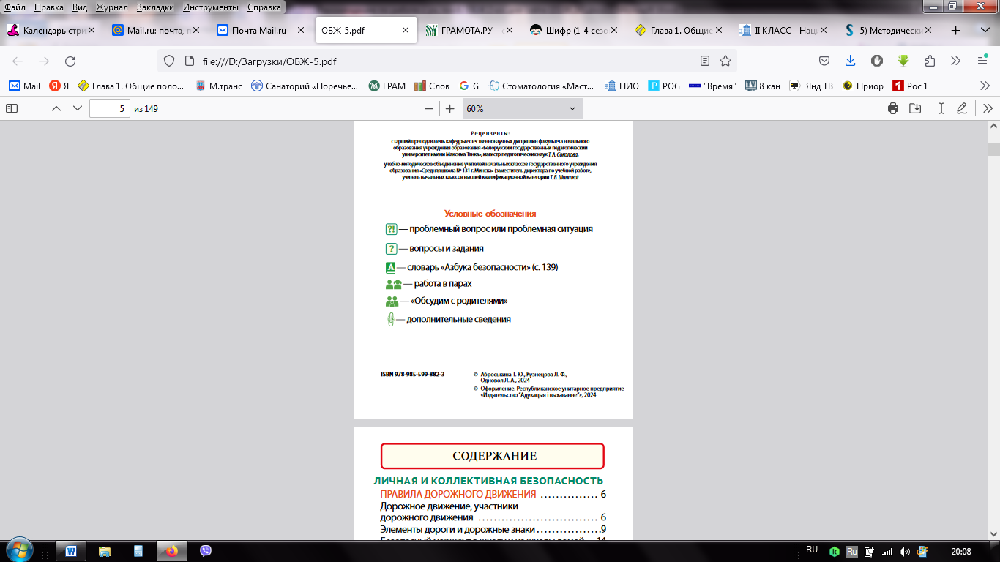 Файл Правка Вид Журнал Закладки Инструменты Справка
Календарь стри
Mail.ru: почта, п
Почта Mail.ru
ОБЖ-5.pdf
ГРАМОТА.РУ – с
Шифр (1-4 сезо
Глава 1. Общие
II КЛАСС - Наци
5) Методически
file:///D:/Загрузки/ОБЖ-5.pdf
Mail
Я
Глава 1. Общие поло...
М.транс
Санаторий «Поречье...
ГРАМ
Слов
G
Стоматология «Маст...
НИО
POG
"Время"
8 кан
Янд ТВ
Приор
Рос 1
5 из 149
60%
Рецензенты:
старший преподаватель кафедры естественнонаучных дисциплин факультета начального
образования учреждения образования «Белорусский государственный педагогический
университет имени Максима Танка», магистр педагогических наук Т. А. Соколова;
учебно-методическое объединение учителей начальных классов государственного учреждения
образования «Средняя школа № 131 г. Минска» (заместитель директора по учебной работе,
учитель начальных классов высшей квалификационной категории Т. В. Шантур)
Условные обозначения
?! — проблемный вопрос или проблемная ситуация
? — вопросы и задания
А — словарь «Азбука безопасности» (с. 139)
— работа в парах
— «Обсудим с родителями»
— дополнительные сведения
ISBN 978-985-599-882-3
© Аброськина Т. Ю., Кузнецова Л. Ф.,
Одновол Л. А., 2024
© Оформление. Республиканское унитарное предприятие
«Издательство "Адукацыя і выхаванне"», 2024
СОДЕРЖАНИЕ
ЛИЧНАЯ И КОЛЛЕКТИВНАЯ БЕЗОПАСНОСТЬ
ПРАВИЛА ДОРОЖНОГО ДВИЖЕНИЯ ............... 6
Дорожное движение, участники
дорожного движения .............................. 6
Элементы дороги и дорожные знаки ................ 9
RU
Ru
20:08